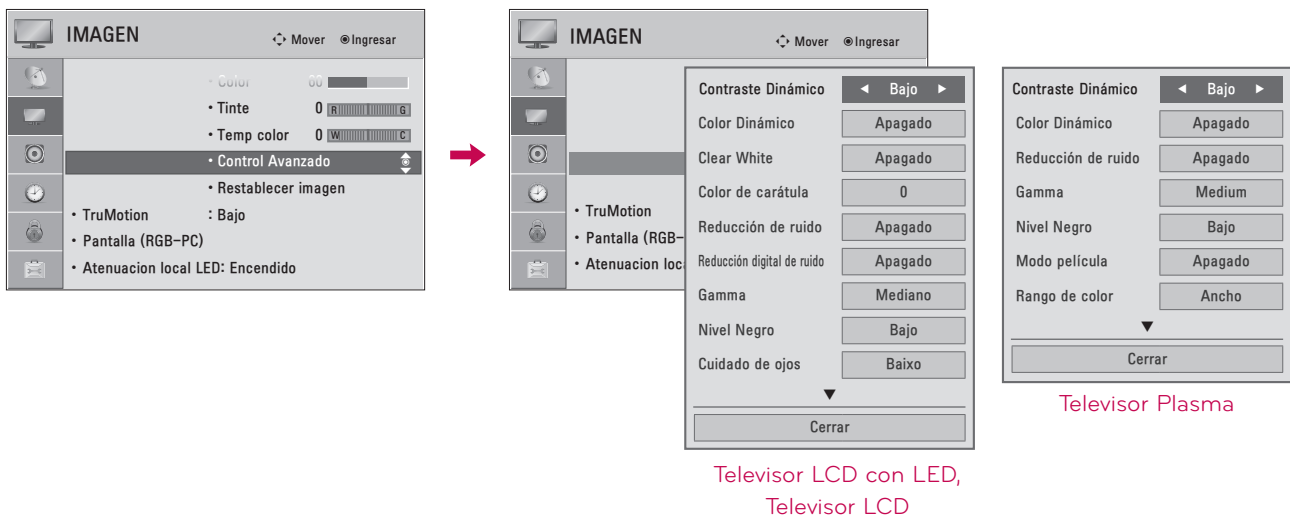 IMAGEN
Mover ◉Ingresar
• Color 60
• Tinte 0 R G
• Temp color 0 W C
• Control Avanzado
• Restablecer imagen
• TruMotion : Bajo
• Pantalla (RGB-PC)
• Atenuacion local LED: Encendido
IMAGEN
Mover ◉Ingresar
• TruMotion
• Pantalla (RGB-
• Atenuacion loc
Contraste Dinámico ◄ Bajo ►
Color Dinámico Apagado
Clear White Apagado
Color de carátula 0
Reducción de ruido Apagado
Reducción digital de ruido Apagado
Gamma Mediano
Nivel Negro Bajo
Cuidado de ojos Baixo
▼
Cerrar
Televisor LCD con LED,
Televisor LCD
Contraste Dinámico ◄ Bajo ►
Color Dinámico Apagado
Reducción de ruido Apagado
Gamma Medium
Nivel Negro Bajo
Modo película Apagado
Rango de color Ancho
▼
Cerrar
Televisor Plasma